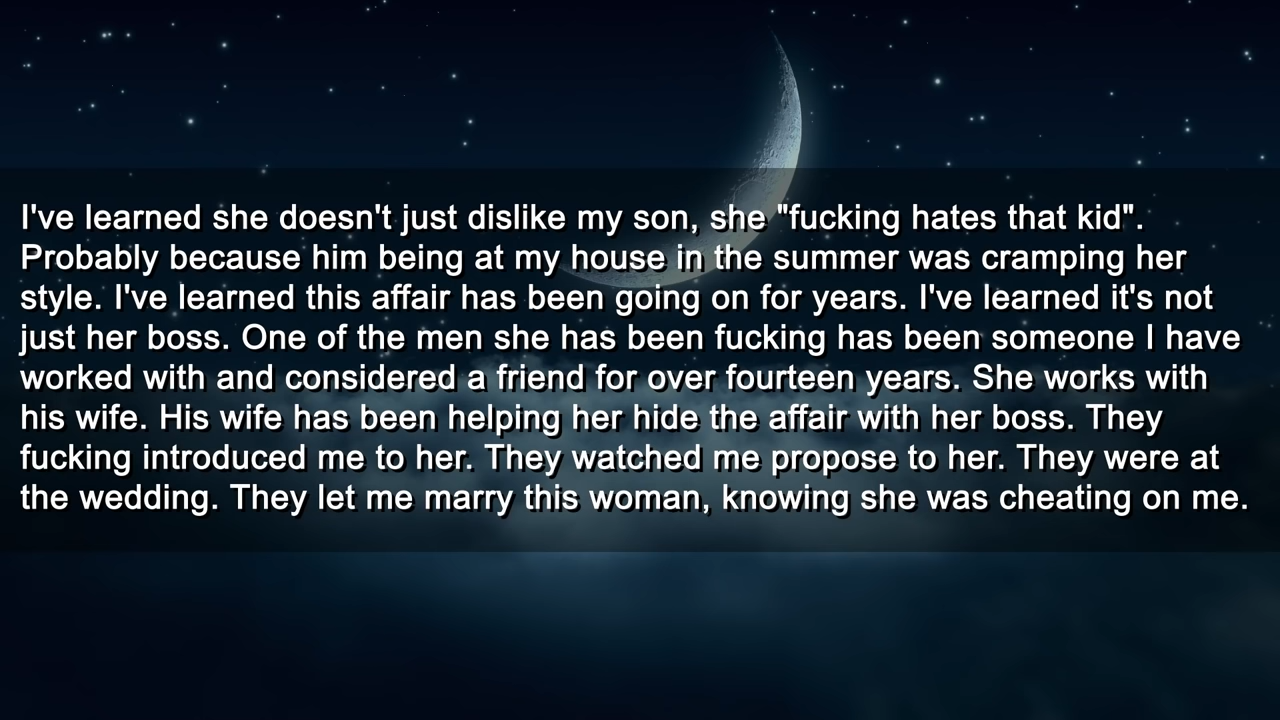 I've learned she doesn't just dislike my son, she "fucking hates that kid".
Probably because him being at my house in the summer was cramping her
style. I've learned this affair has been going on for years. I've learned it's not
just her boss. One of the men she has been fucking has been someone I have
worked with and considered a friend for over fourteen years. She works with
his wife. His wife has been helping her hide the affair with her boss. They
fucking introduced me to her. They watched me propose to her. They were at
the wedding. They let me marry this woman, knowing she was cheating on me.